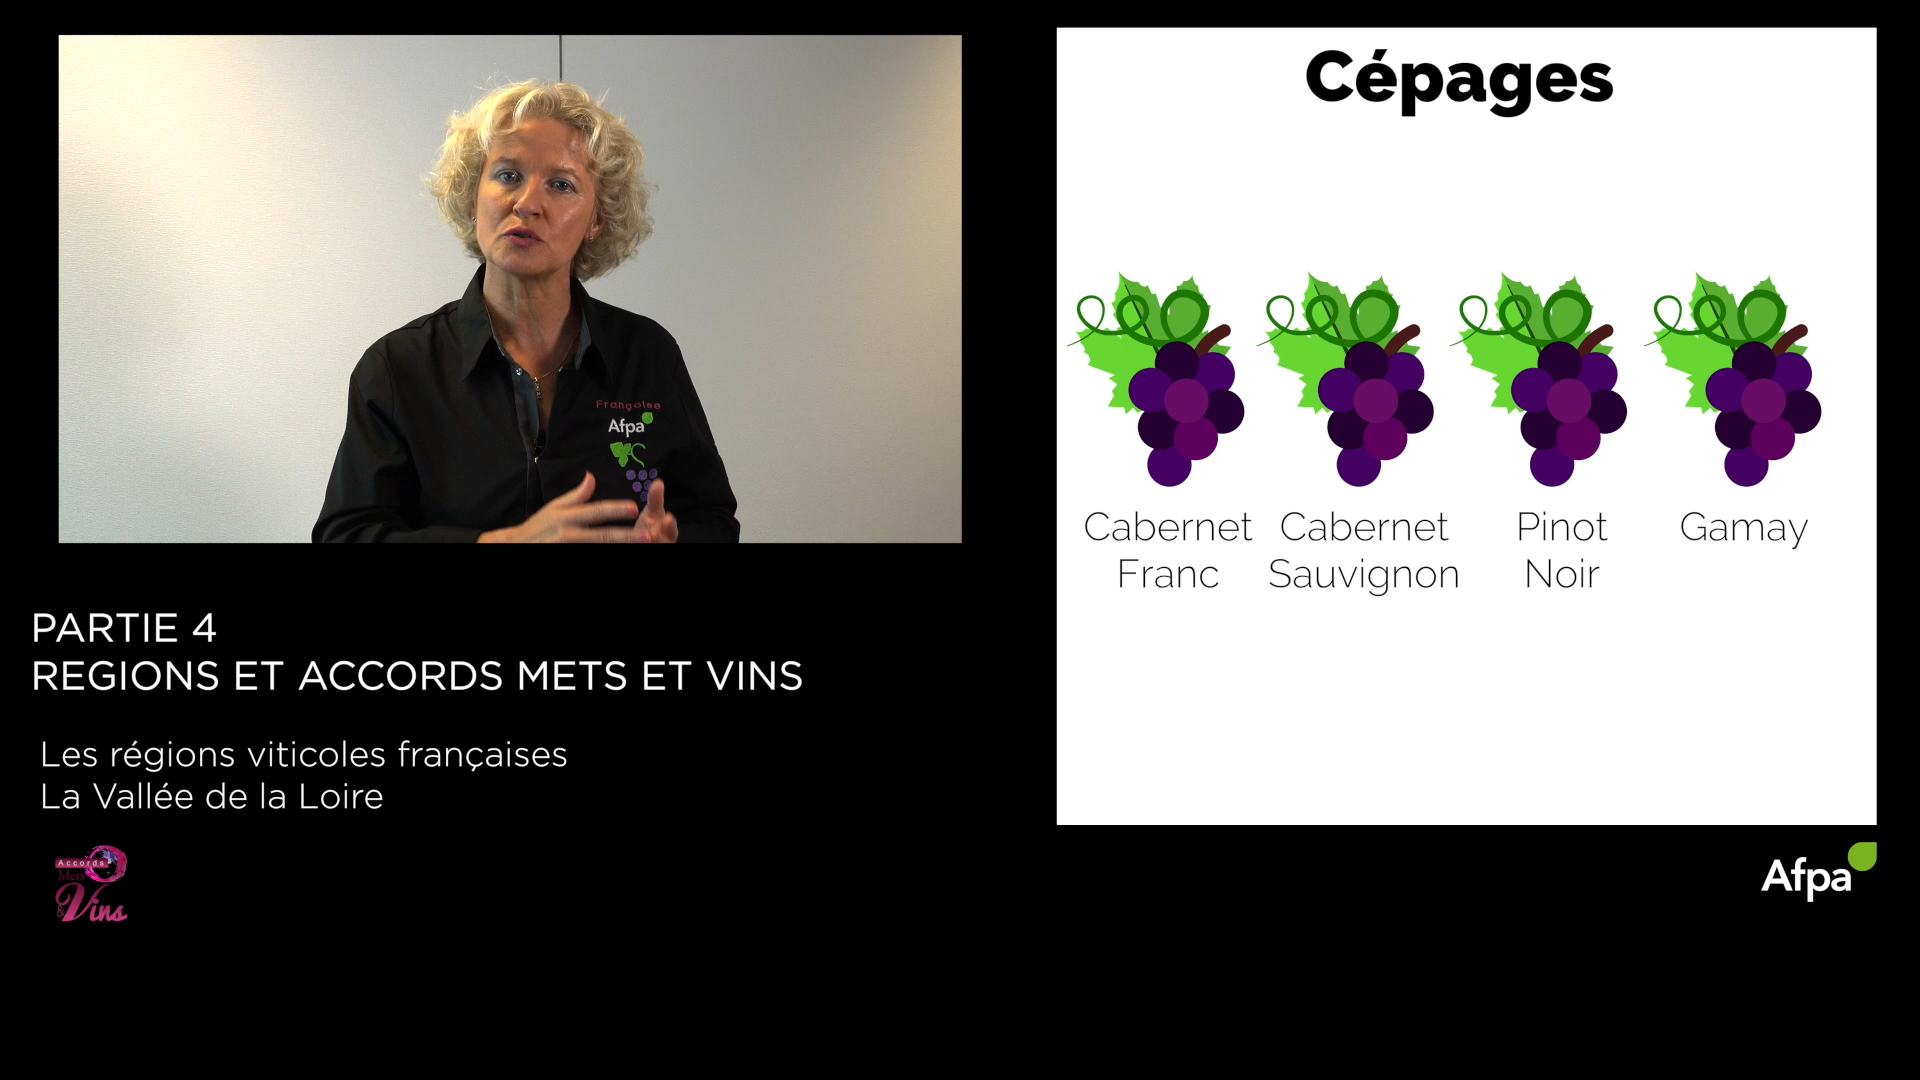 Françoise
Afpa
PARTIE 4
REGIONS ET ACCORDS METS ET VINS
Les régions viticoles françaises
La Vallée de la Loire
Accords
Mets
& Vins
Cépages
Cabernet
Franc
Cabernet
Sauvignon
Pinot
Noir
Gamay
Afpa